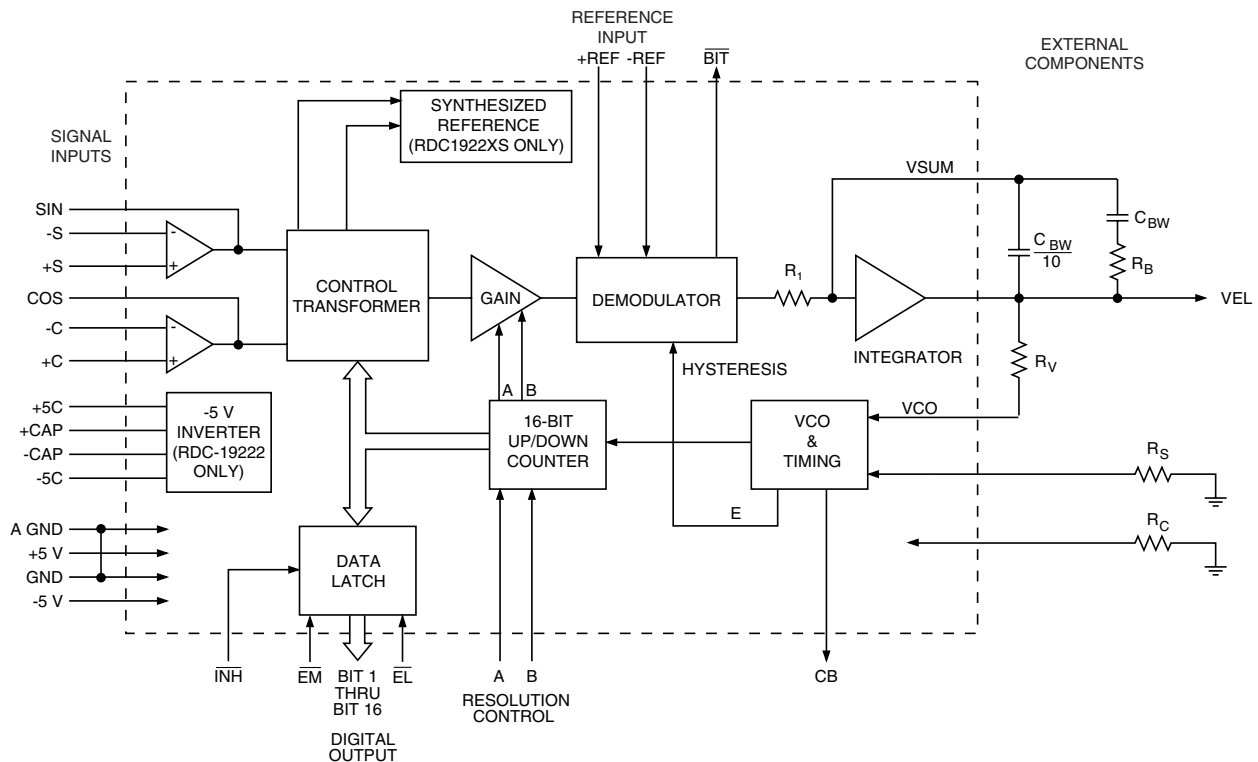 REFERENCE
INPUT
+REF -REF
BIT
EXTERNAL
COMPONENTS
SIGNAL
INPUTS
SYNTHESIZED
REFERENCE
(RDC1922XS ONLY)
SIN
-S
+S
COS
-C
+C
-
+
-
+
CONTROL
TRANSFORMER
GAIN
DEMODULATOR
R1
VSUM
INTEGRATOR
CBW
10
CBW
RB
VEL
RV
HYSTERESIS
A B
+5C
+CAP
-CAP
-5C
-5 V
INVERTER
(RDC-19222
ONLY)
16-BIT
UP/DOWN
COUNTER
VCO
&
TIMING
VCO
RS
E
RC
A GND
+5 V
GND
-5 V
DATA
LATCH
INH
EM
BIT 1
THRU
BIT 16
EL
DIGITAL
OUTPUT
A B
RESOLUTION
CONTROL
CB